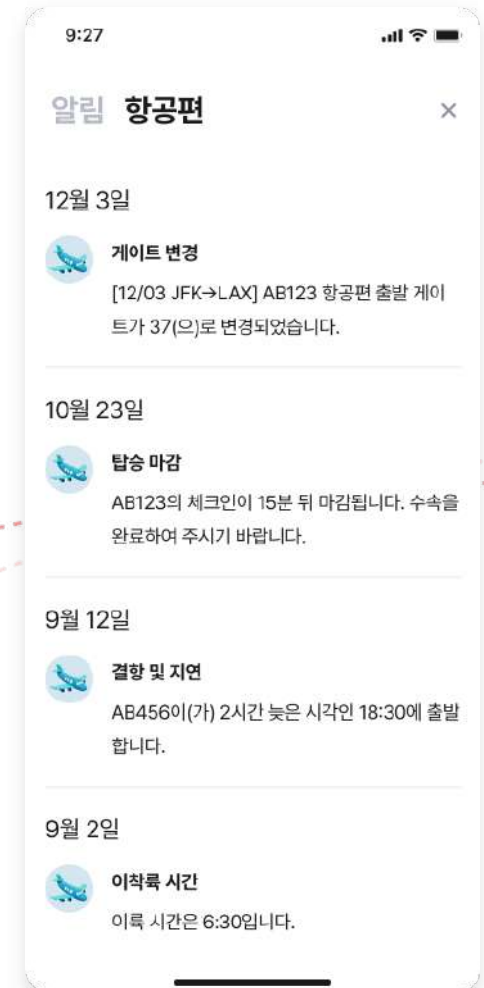 9:27
알림 항공편
12월 3일
게이트 변경
[12/03 JFK→LAX] AB123 항공편 출발 게이
트가 37(으)로 변경되었습니다.
10월 23일
탑승 마감
AB123의 체크인이 15분 뒤 마감됩니다. 수속을
완료하여 주시기 바랍니다.
9월 12일
결항 및 지연
AB456이(가) 2시간 늦은 시각인 18:30에 출발
합니다.
9월 2일
이착륙 시간
이륙 시간은 6:30입니다.